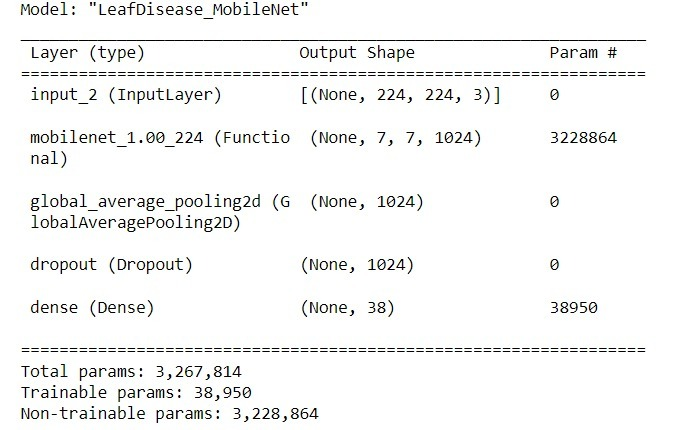 Model: "LeafDisease_MobileNet"
Layer (type) Output Shape Param #
input_2 (InputLayer) [(None, 224, 224, 3)] 0
mobilenet_1.00_224 (Functio (None, 7, 7, 1024) 3228864
nal)
global_average_pooling2d (G (None, 1024) 0
lobalAveragePooling2D)
dropout (Dropout) (None, 1024) 0
dense (Dense) (None, 38) 38950
Total params: 3,267,814
Trainable params: 38,950
Non-trainable params: 3,228,864